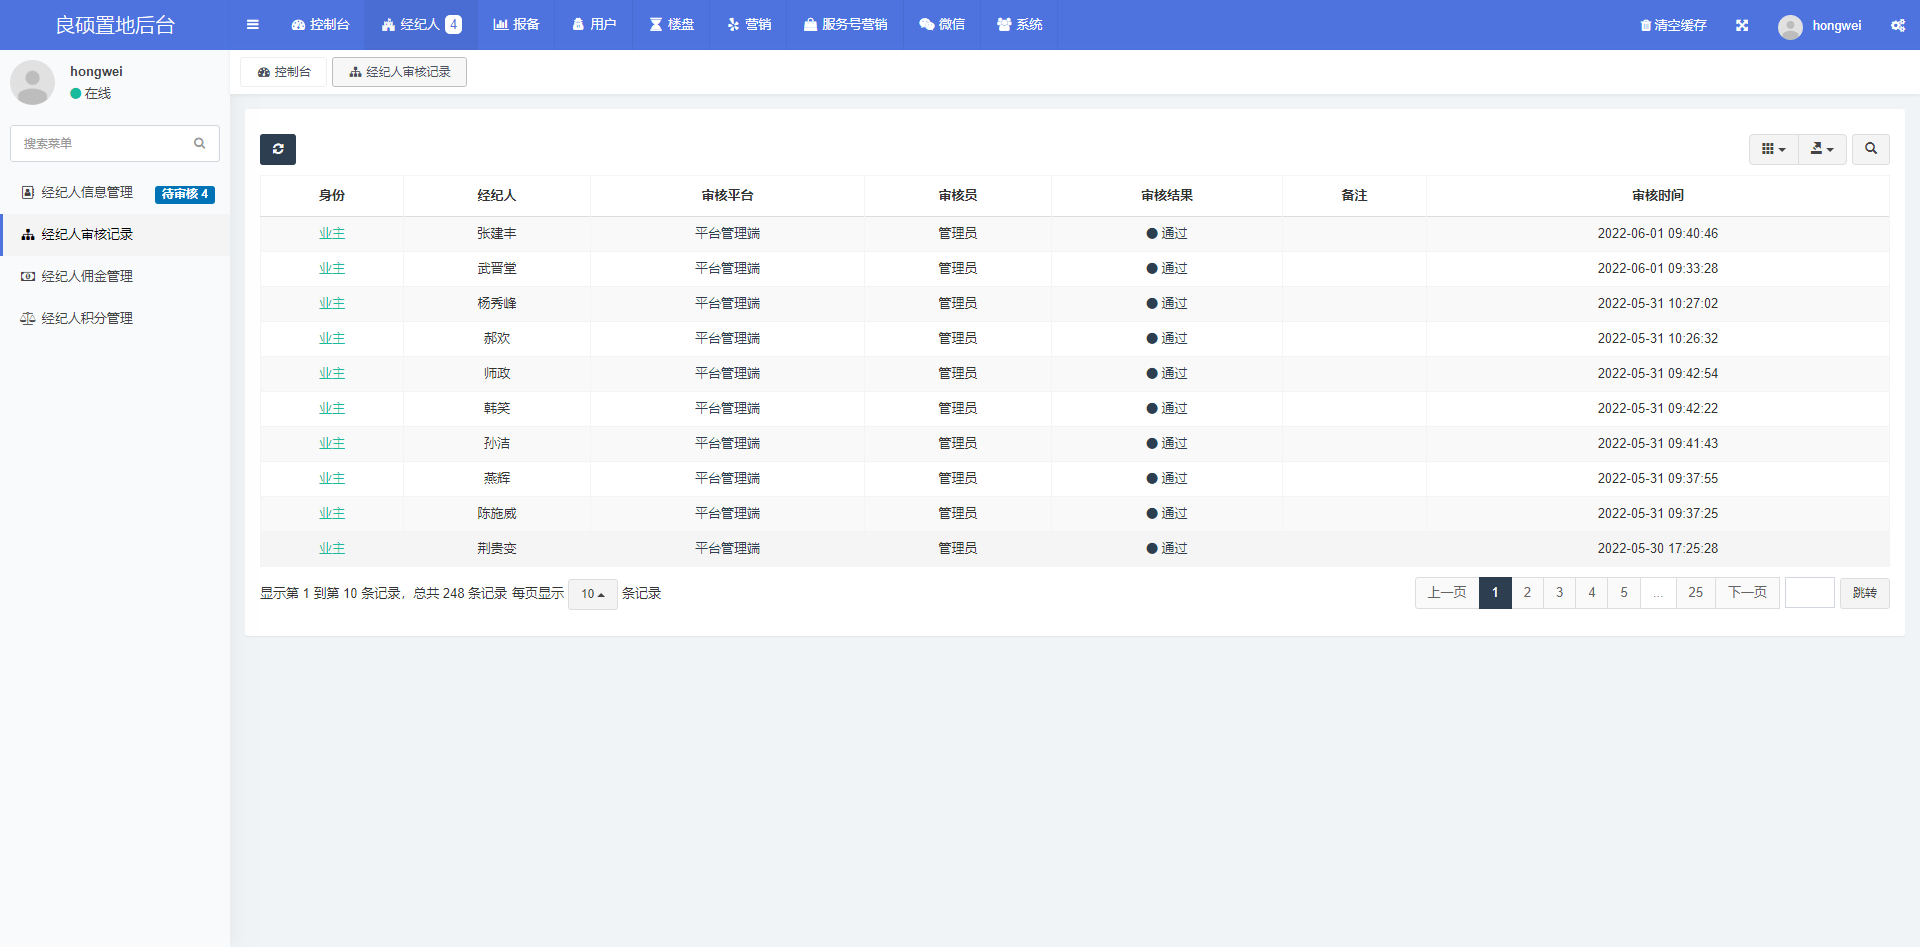 良硕置地后台
控制台
经纪人 4
报备
用户
楼盘
营销
服务号营销
微信
系统
清空缓存
hongwei
hongwei
在线
搜索菜单
经纪人信息管理 待审核 4
经纪人审核记录
经纪人佣金管理
经纪人积分管理
控制台 经纪人审核记录
身份 经纪人 审核平台 审核员 审核结果 备注 审核时间
业主 张建丰 平台管理端 管理员 通过 2022-06-01 09:40:46
业主 武晋堂 平台管理端 管理员 通过 2022-06-01 09:33:28
业主 杨秀峰 平台管理端 管理员 通过 2022-05-31 10:27:02
业主 郝欢 平台管理端 管理员 通过 2022-05-31 10:26:32
业主 师政 平台管理端 管理员 通过 2022-05-31 09:42:54
业主 韩笑 平台管理端 管理员 通过 2022-05-31 09:42:22
业主 孙洁 平台管理端 管理员 通过 2022-05-31 09:41:43
业主 燕辉 平台管理端 管理员 通过 2022-05-31 09:37:55
业主 陈施威 平台管理端 管理员 通过 2022-05-31 09:37:25
业主 荆贵变 平台管理端 管理员 通过 2022-05-30 17:25:28
显示第 1 到第 10 条记录，总共 248 条记录 每页显示 10 条记录
上一页 1 2 3 4 5 ... 25 下一页 跳转